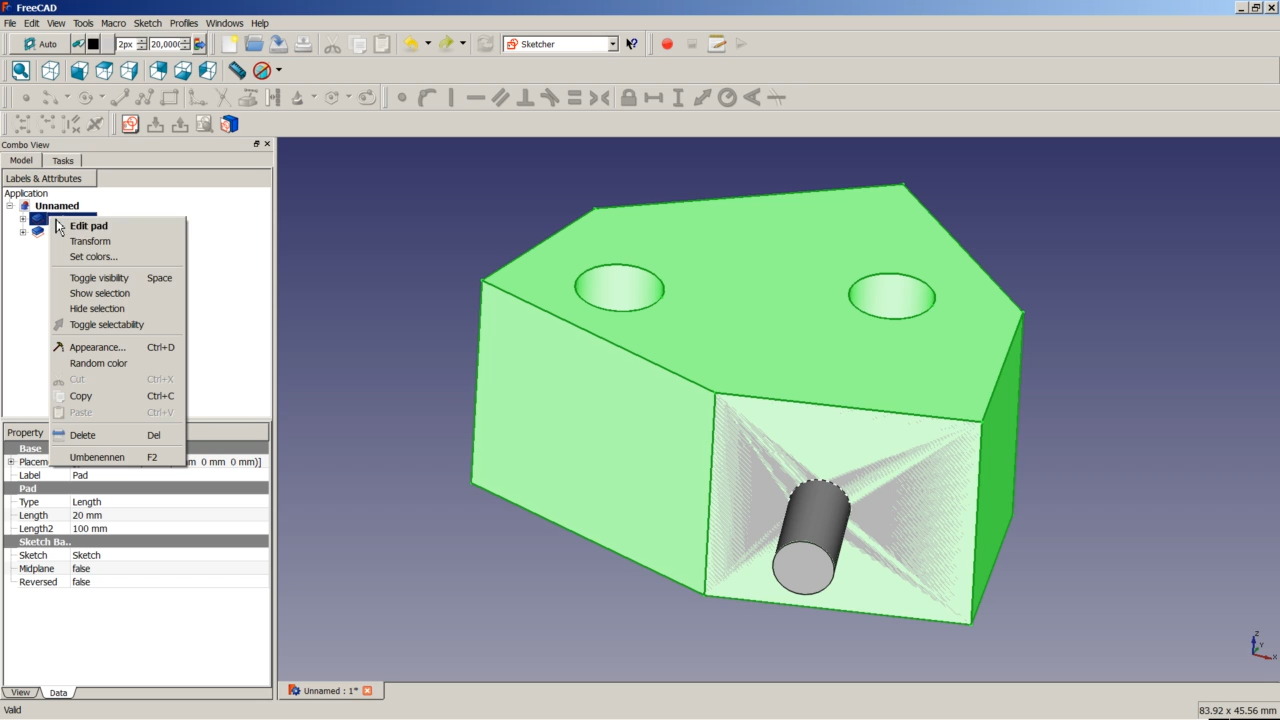 FreeCAD
File Edit View Tools Macro Sketch Profiles Windows Help
Auto 2px 20,0000 Sketcher
Combo View
Model Tasks
Labels & Attributes
Application
Unnamed
Edit pad
Transform
Set colors...
Toggle visibility Space
Show selection
Hide selection
Toggle selectability
Appearance... Ctrl+D
Random color
Cut Ctrl+X
Copy Ctrl+C
Paste Ctrl+V
Delete Del
Umbenennen F2
Property
Base
Placem m 0 mm 0 mm)]
Label Pad
Pad
Type Length
Length 20 mm
Length2 100 mm
Sketch Ba..
Sketch Sketch
Midplane false
Reversed false
View Data
Unnamed : 1*
Z
Y
X
Valid 83.92 x 45.56 mm